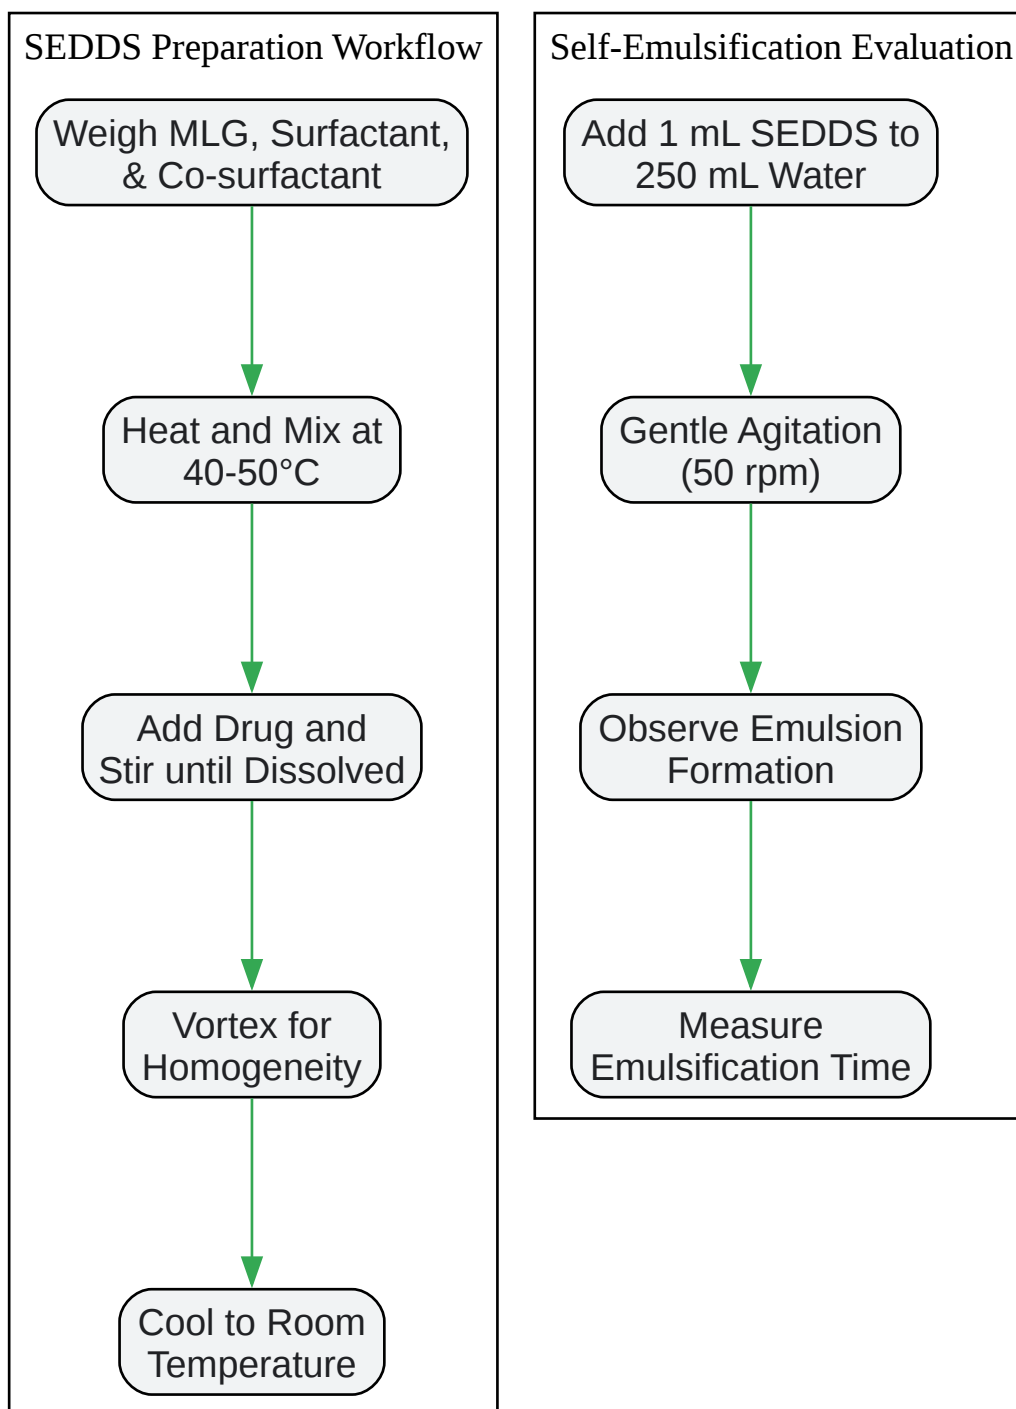 SEDDS Preparation Workflow
Weigh MLG, Surfactant,
& Co-surfactant
Heat and Mix at
40-50°C
Add Drug and
Stir until Dissolved
Vortex for
Homogeneity
Cool to Room
Temperature
Self-Emulsification Evaluation
Add 1 mL SEDDS to
250 mL Water
Gentle Agitation
(50 rpm)
Observe Emulsion
Formation
Measure
Emulsification Time